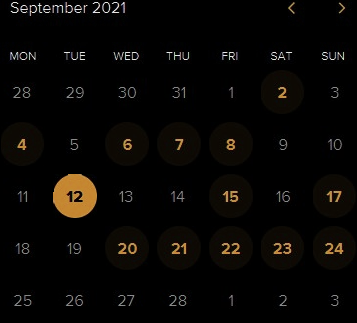 September 2021
MON TUE WED THU FRI SAT SUN
28 29 30 31 1 2 3
4 5 6 7 8 9 10
11 12 13 14 15 16 17
18 19 20 21 22 23 24
25 26 27 28 1 2 3